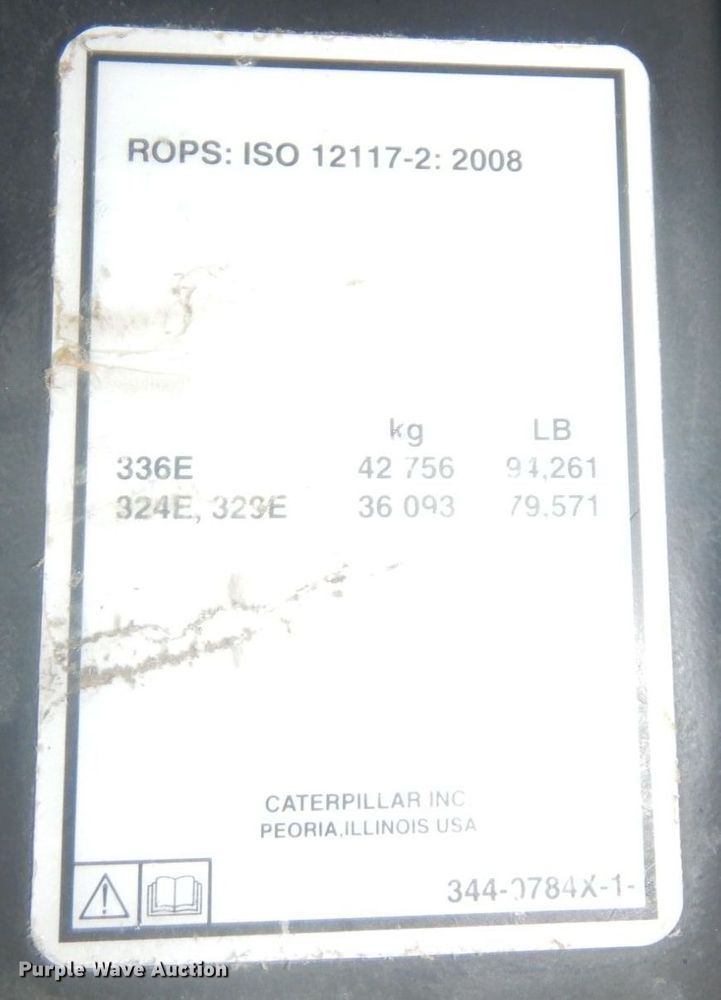 ROPS: ISO 12117-2: 2008
kg LB
336E 42 756 94,261
324E, 329E 36 093 79,571
CATERPILLAR INC.
PEORIA,ILLINOIS USA
344-0784X-1-
Purple Wave Auction